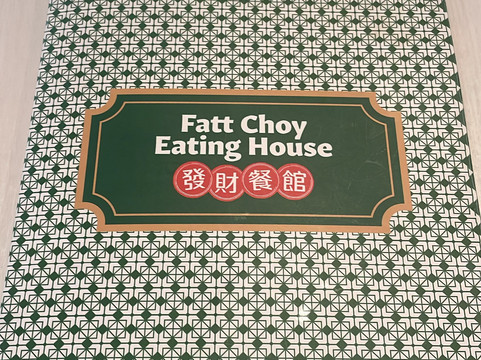 Fatt Choy
Eating House
發財餐館